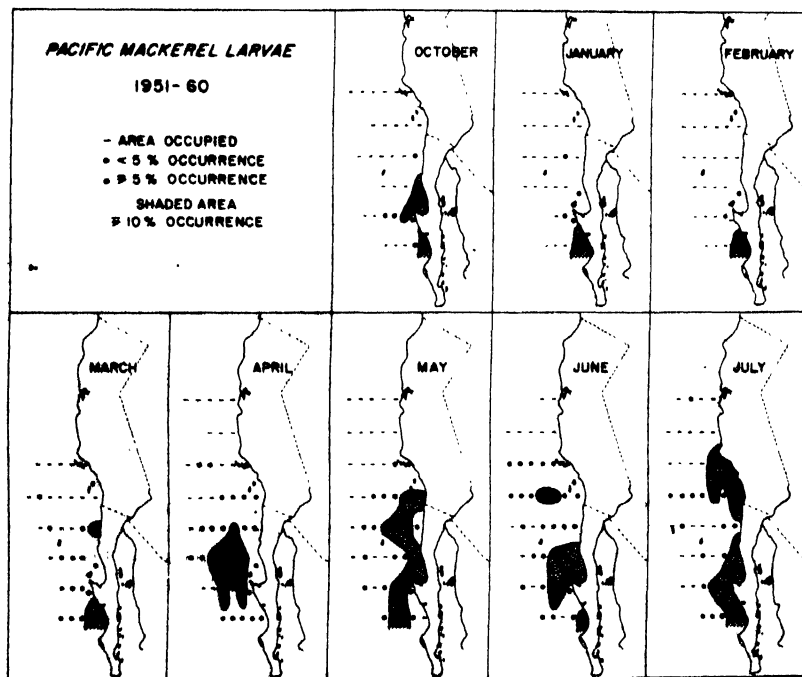 PACIFIC MACKEREL LARVAE
1951-60
- AREA OCCUPIED
• < 5 % OCCURRENCE
• ≥ 5 % OCCURRENCE
SHADED AREA
≥ 10 % OCCURRENCE
OCTOBER
JANUARY
FEBRUARY
MARCH
APRIL
MAY
JUNE
JULY